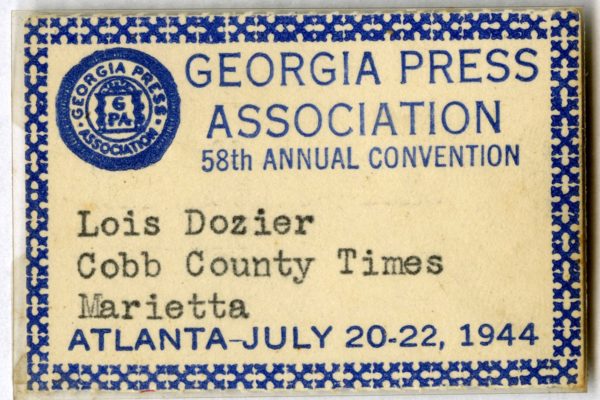 GEORGIA PRESS
ASSOCIATION
G
PA
GEORGIA PRESS
ASSOCIATION
58th ANNUAL CONVENTION
Lois Dozier
Cobb County Times
Marietta
ATLANTA-JULY 20-22, 1944